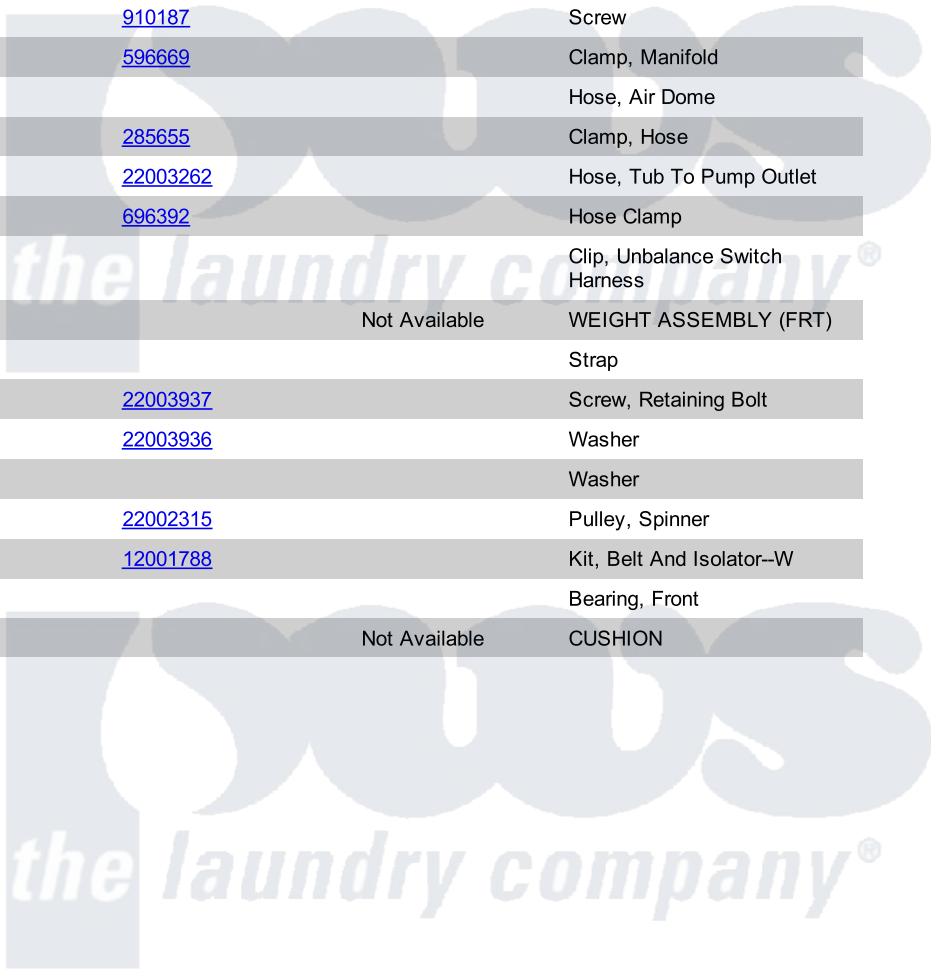 910187 Screw
596669 Clamp, Manifold
Hose, Air Dome
285655 Clamp, Hose
22003262 Hose, Tub To Pump Outlet
696392 Hose Clamp
Clip, Unbalance Switch
Harness
the laundry company®
Not Available WEIGHT ASSEMBLY (FRT)
Strap
22003937 Screw, Retaining Bolt
22003936 Washer
Washer
22002315 Pulley, Spinner
12001788 Kit, Belt And Isolator--W
Bearing, Front
Not Available CUSHION
pws
the laundry company®